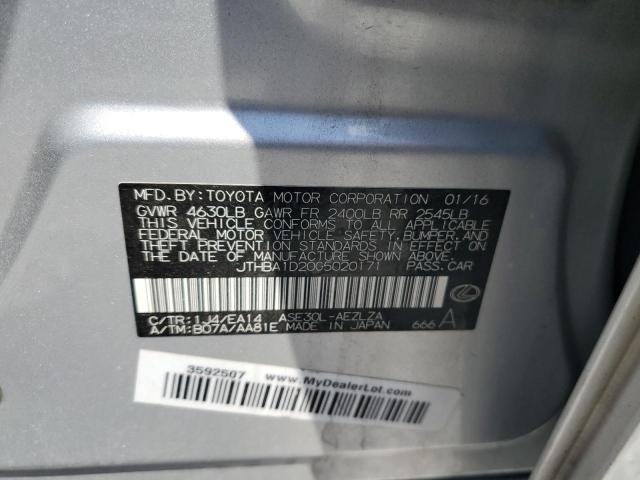 MFD. BY: TOYOTA MOTOR CORPORATION 01/16
GVWR 4630LB GAWR FR 2400LB RR 2545LB
THIS VEHICLE CONFORMS TO ALL APPLICABLE
FEDERAL MOTOR VEHICLE SAFETY, BUMPER, AND
THEFT PREVENTION STANDARDS IN EFFECT ON
THE DATE OF MANUFACTURE SHOWN ABOVE.
JTHBA1D20G5020171 PASS. CAR
C/TR: 1J4/EA14 ASE30L-AEZLZA
A/TM: B07A/AA81E MADE IN JAPAN 666 A
3592507 www.MyDealerLot.com